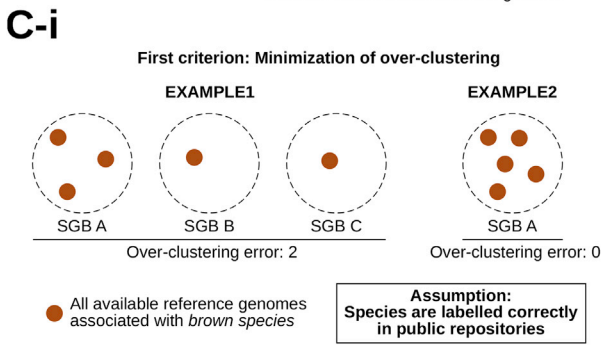 C-i
First criterion: Minimization of over-clustering
EXAMPLE1
EXAMPLE2
SGB A
SGB B
SGB C
SGB A
Over-clustering error: 2
Over-clustering error: 0
All available reference genomes
associated with brown species
Assumption:
Species are labelled correctly
in public repositories